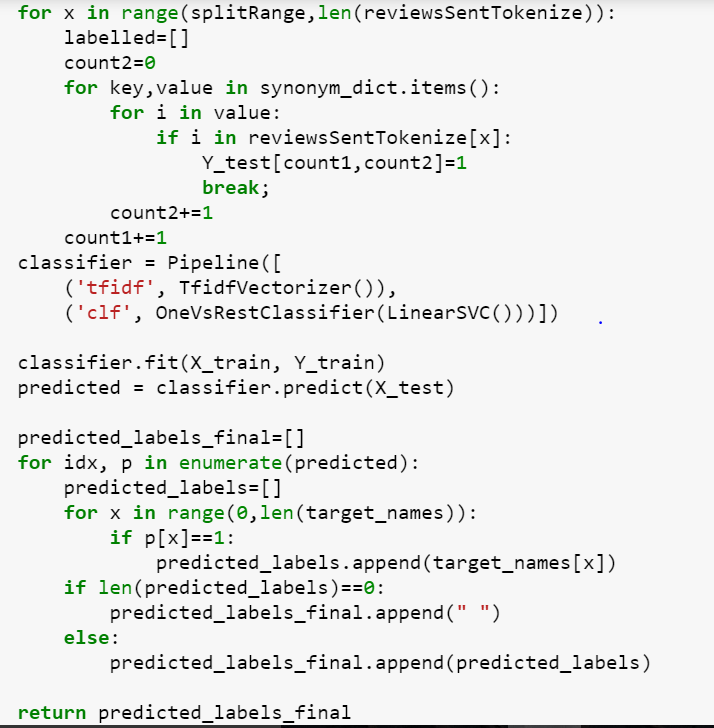 for x in range(splitRange,len(reviewsSentTokenize)):
    labelled=[]
    count2=0
    for key,value in synonym_dict.items():
        for i in value:
            if i in reviewsSentTokenize[x]:
                Y_test[count1,count2]=1
                break;
        count2+=1
    count1+=1
classifier = Pipeline([
    ('tfidf', TfidfVectorizer()),
    ('clf', OneVsRestClassifier(LinearSVC()))])

classifier.fit(X_train, Y_train)
predicted = classifier.predict(X_test)

predicted_labels_final=[]
for idx, p in enumerate(predicted):
    predicted_labels=[]
    for x in range(0,len(target_names)):
        if p[x]==1:
            predicted_labels.append(target_names[x])
    if len(predicted_labels)==0:
        predicted_labels_final.append(" ")
    else:
        predicted_labels_final.append(predicted_labels)

return predicted_labels_final